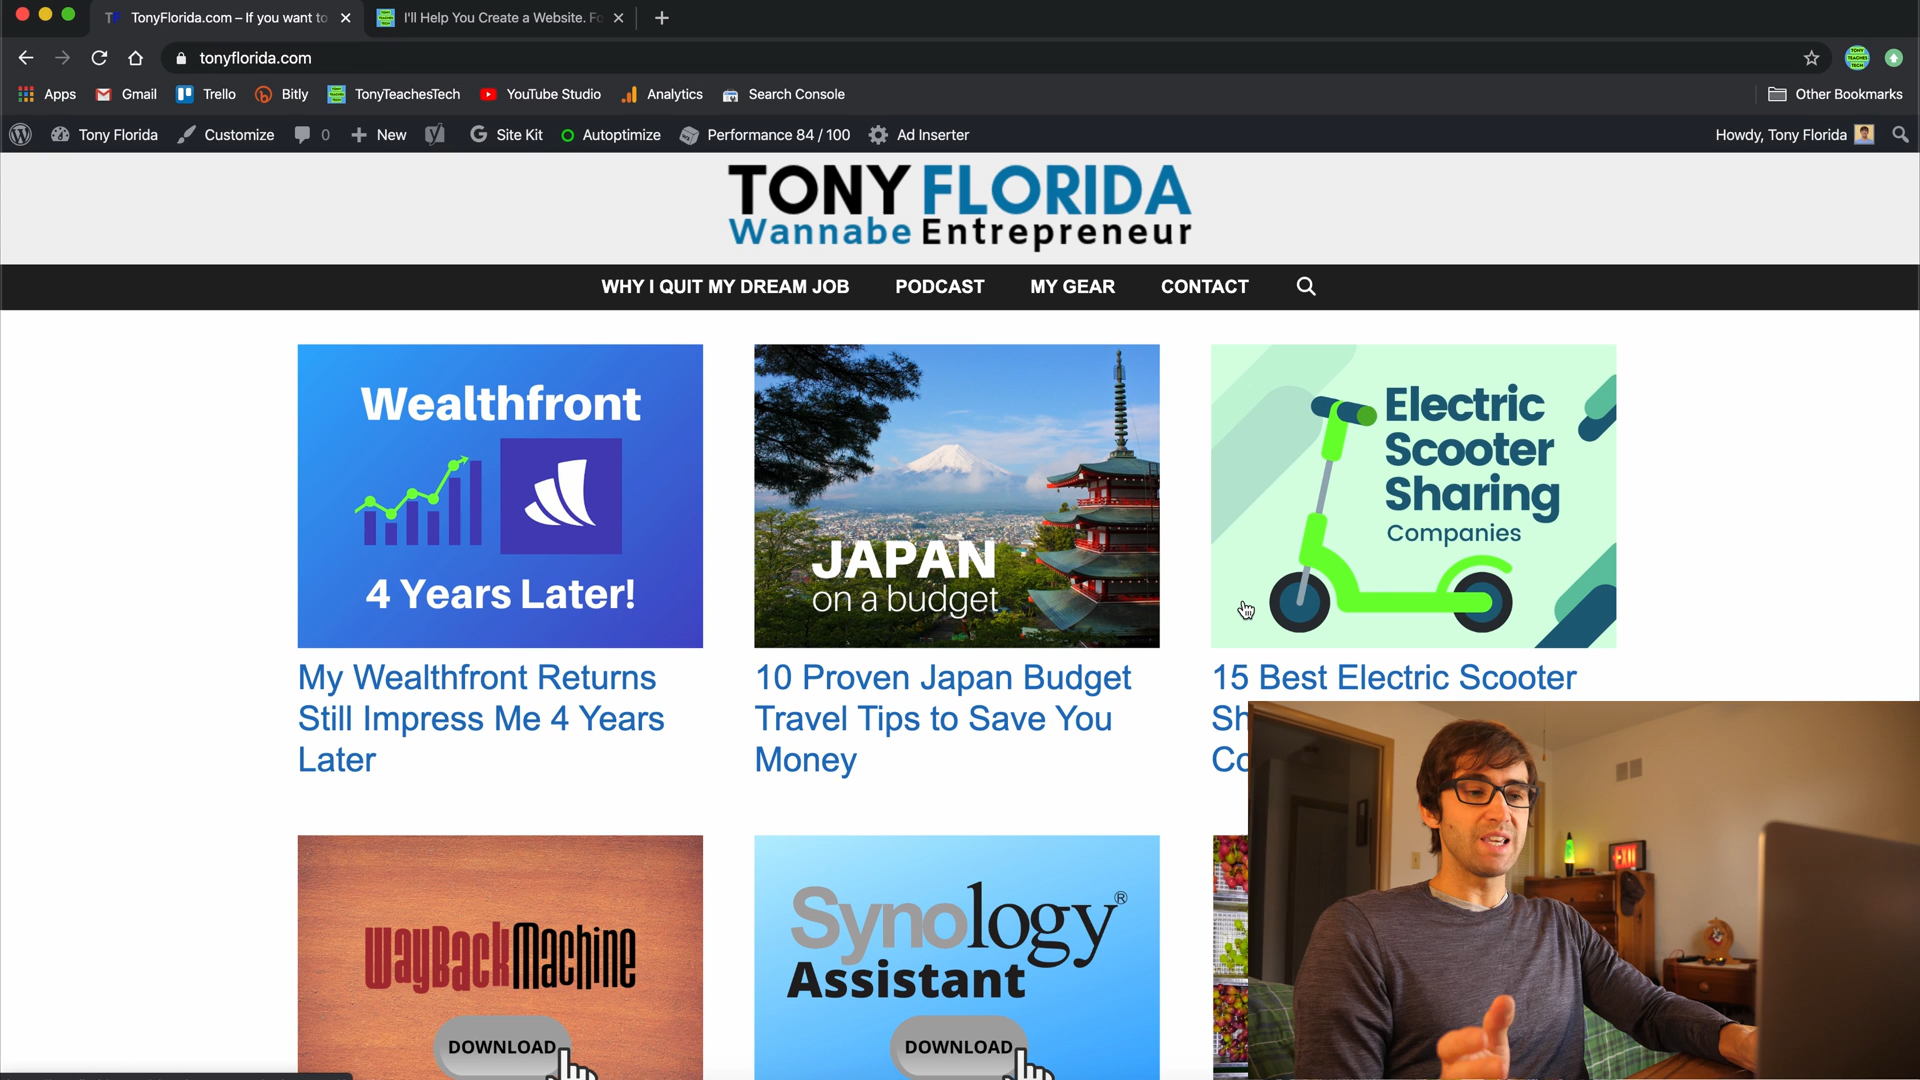 TF TonyFlorida.com – If you want to
I'll Help You Create a Website. Fo
tonyflorida.com
Apps Gmail Trello Bitly TonyTeachesTech YouTube Studio Analytics Search Console Other Bookmarks
Tony Florida Customize 0 New Site Kit Autoptimize Performance 84 / 100 Ad Inserter Howdy, Tony Florida
TONY FLORIDA
Wannabe Entrepreneur
WHY I QUIT MY DREAM JOB PODCAST MY GEAR CONTACT
Wealthfront
4 Years Later!
My Wealthfront Returns
Still Impress Me 4 Years
Later
JAPAN
on a budget
10 Proven Japan Budget
Travel Tips to Save You
Money
Electric
Scooter
Sharing
Companies
15 Best Electric Scooter
Sh
Co
WayBackMachine
DOWNLOAD
Synology®
Assistant
DOWNLOAD
EXIT